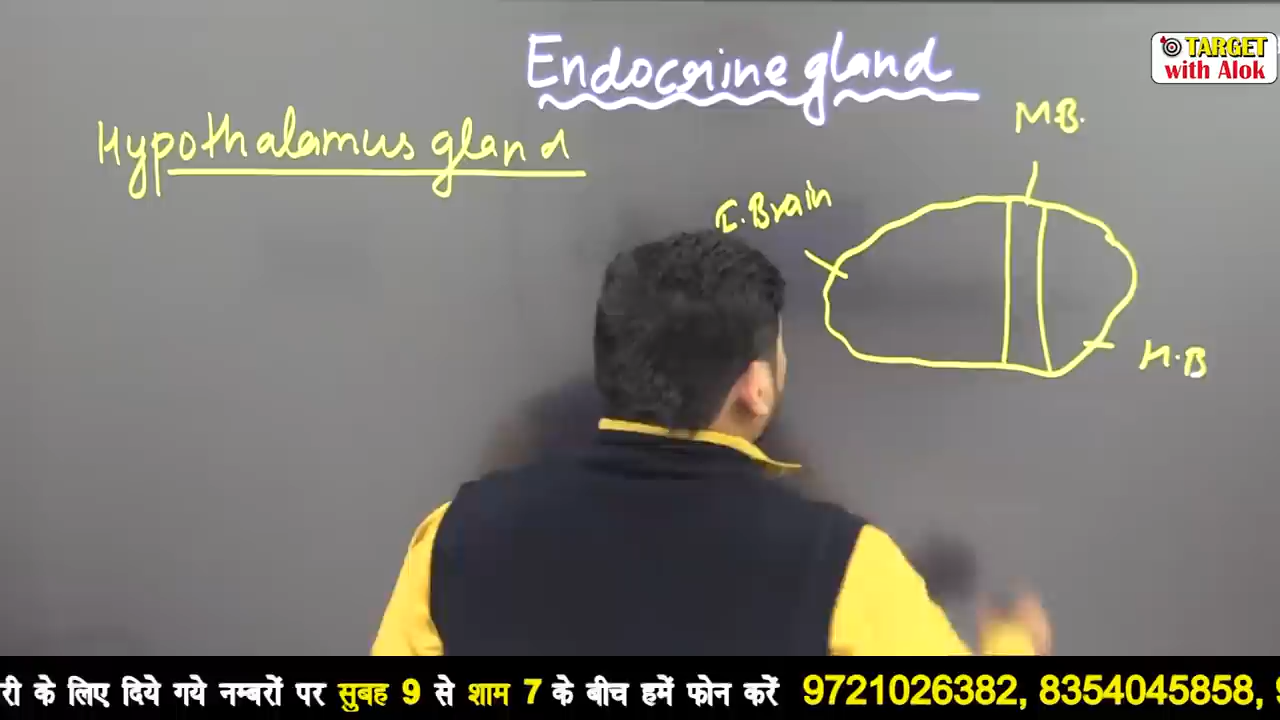 Endocrine gland
TARGET
with Alok
M.B.
Hypothalamus gland
F.Brain
H.B
री के लिए दिये गये नम्बरों पर सुबह 9 से शाम 7 के बीच हमें फोन करें 9721026382, 8354045858, 9